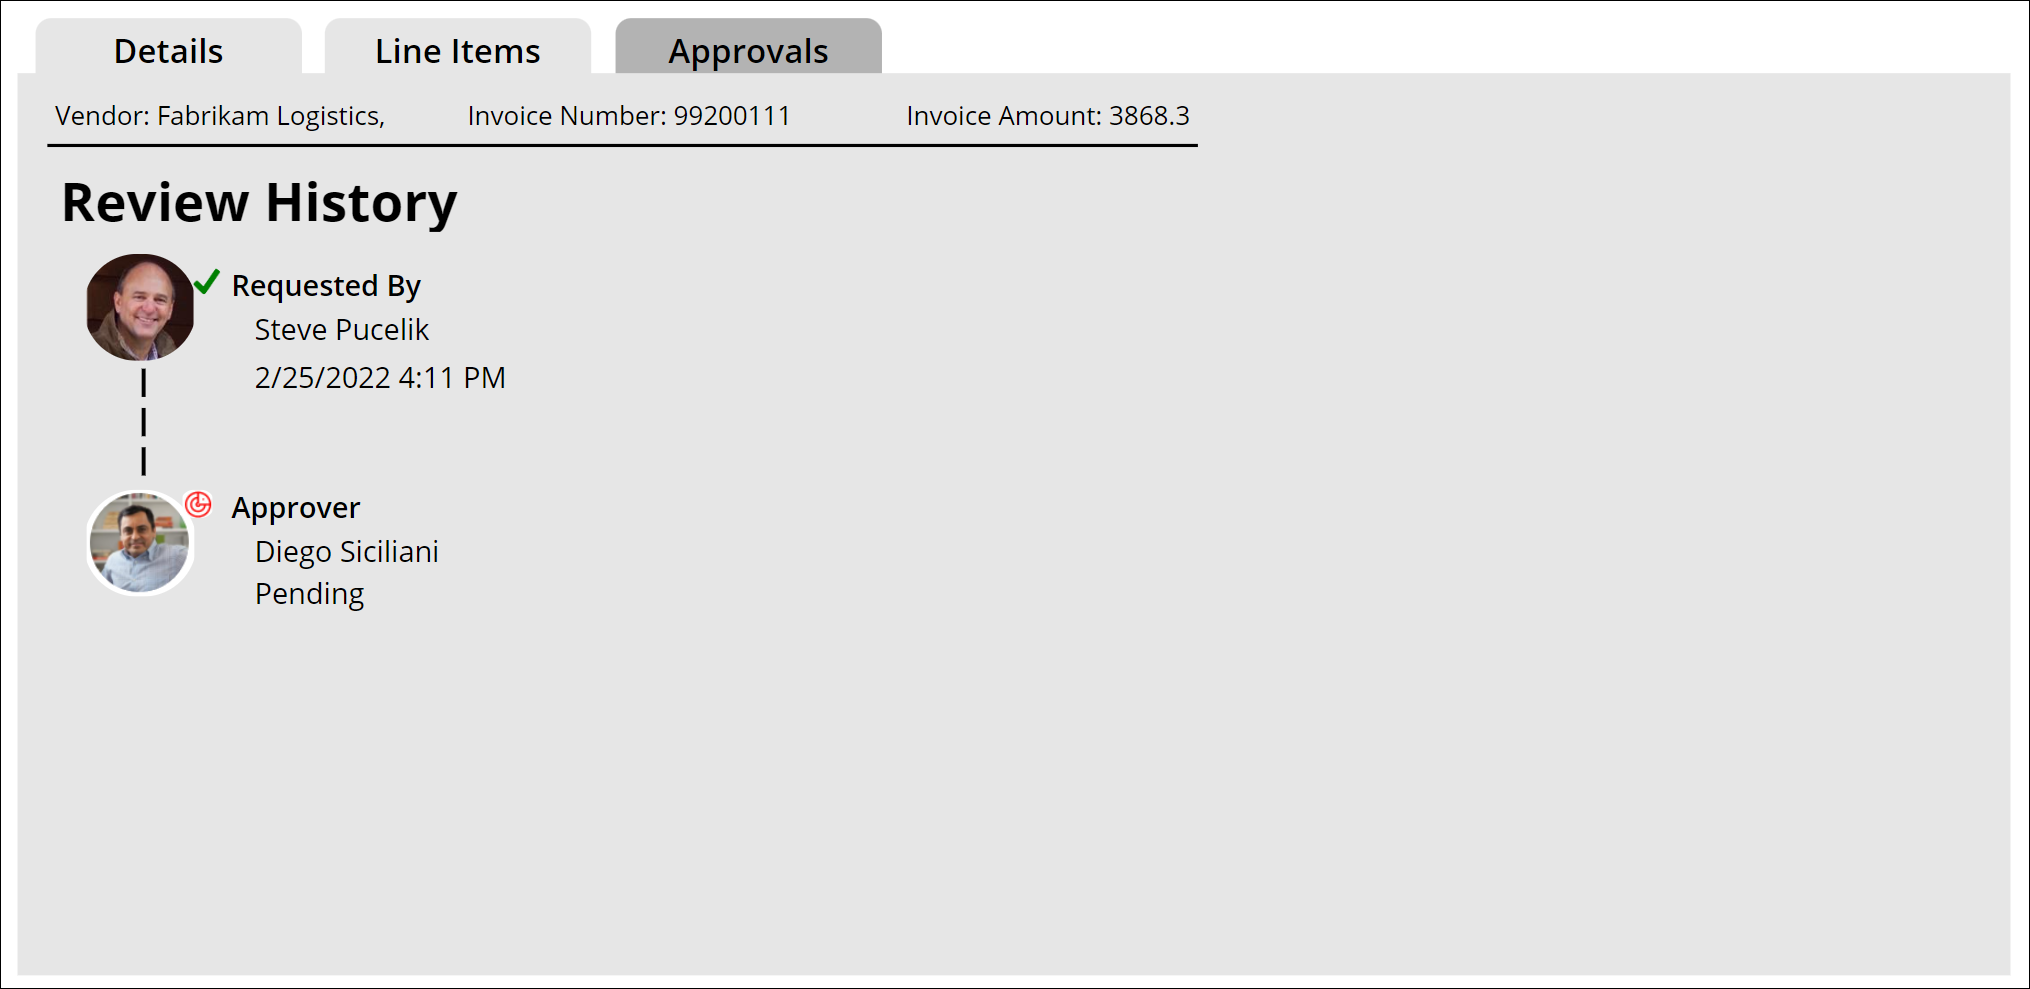 Details Line Items Approvals
Vendor: Fabrikam Logistics, Invoice Number: 99200111 Invoice Amount: 3868.3
Review History
Requested By
Steve Pucelik
2/25/2022 4:11 PM
Approver
Diego Siciliani
Pending